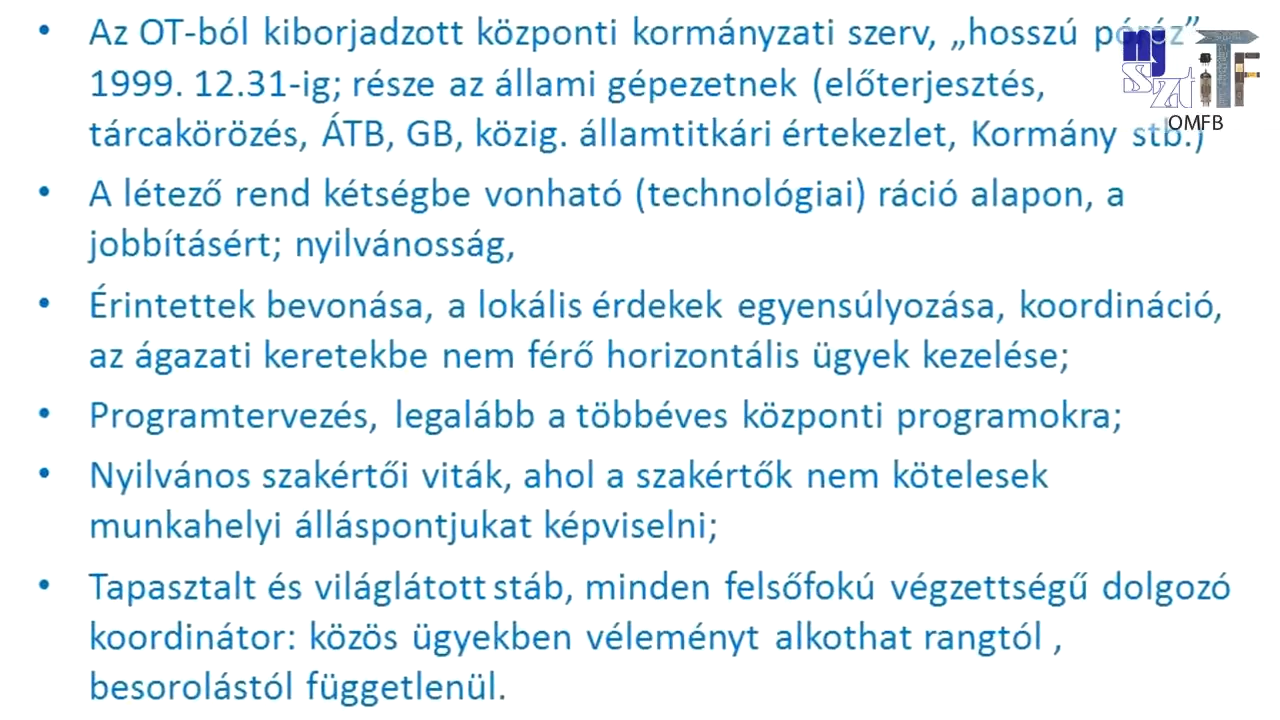 • Az OT-ból kiborjadzott központi kormányzati szerv, „hosszú póráz”
1999. 12.31-ig; része az állami gépezetnek (előterjesztés,
tárcakörözés, ÁTB, GB, közig. államtitkári értekezlet, Kormány stb.)
• A létező rend kétségbe vonható (technológiai) ráció alapon, a
jobbításért; nyilvánosság,
• Érintettek bevonása, a lokális érdekek egyensúlyozása, koordináció,
az ágazati keretekbe nem férő horizontális ügyek kezelése;
• Programtervezés, legalább a többéves központi programokra;
• Nyilvános szakértői viták, ahol a szakértők nem kötelesek
munkahelyi álláspontjukat képviselni;
• Tapasztalt és világlátott stáb, minden felsőfokú végzettségű dolgozó
koordinátor: közös ügyekben véleményt alkothat rangtól ,
besorolástól függetlenül.
nj
Szt
iTF
OMFB